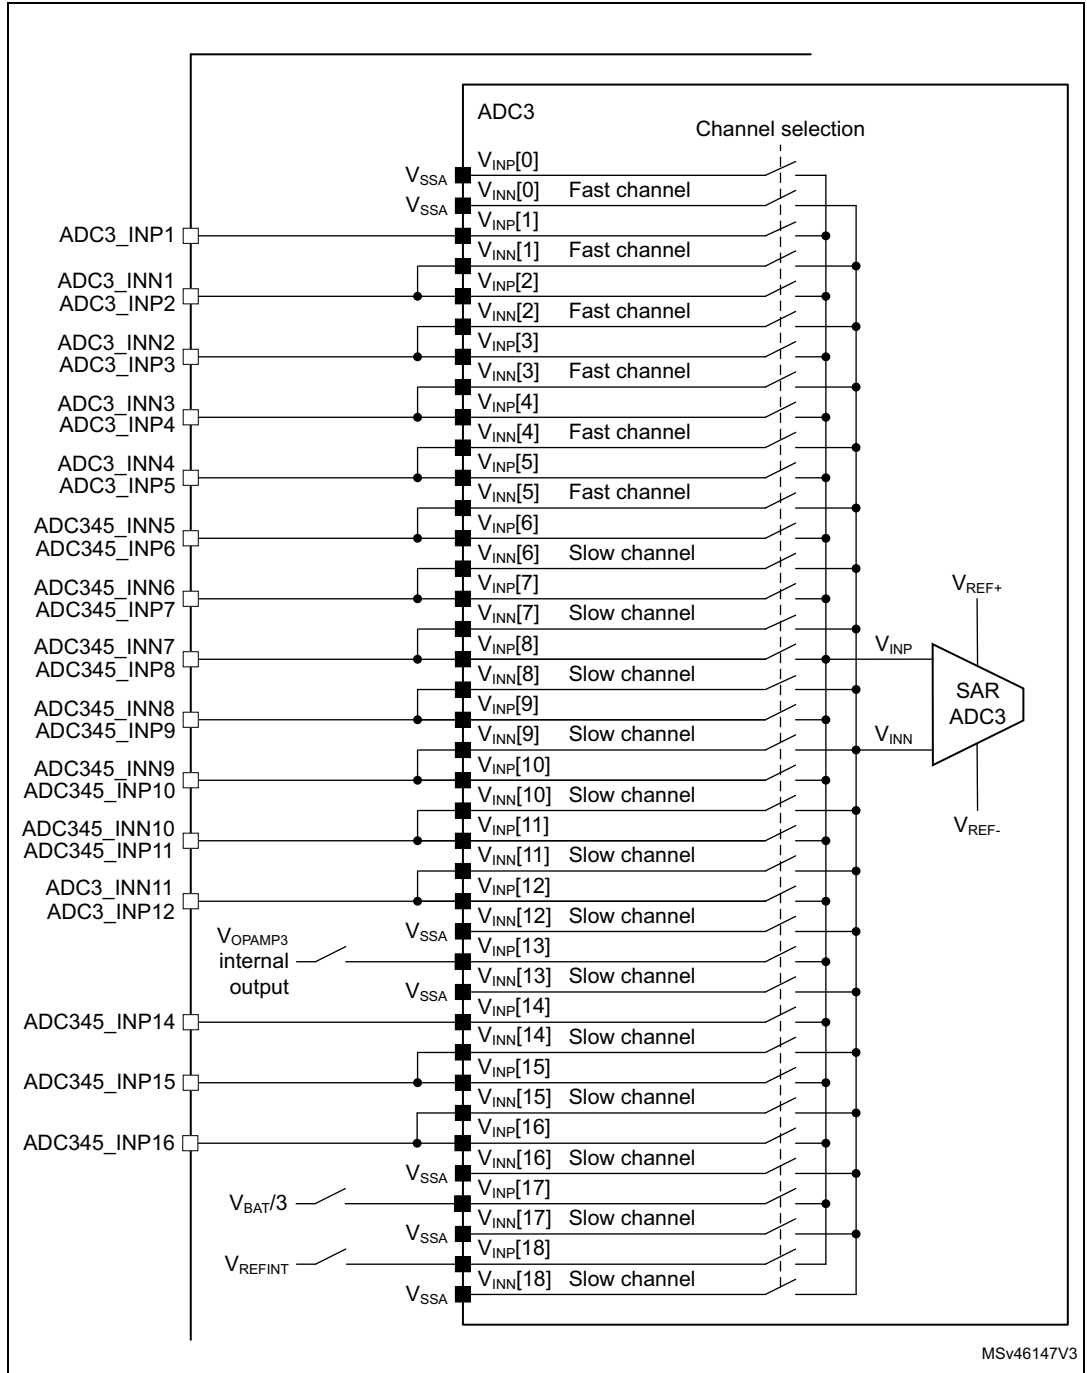 ADC3
Channel selection
VSSA
VINP[0]
VSSA
VINN[0] Fast channel
ADC3_INP1
VINP[1]
VINN[1] Fast channel
ADC3_INN1
ADC3_INP2
VINP[2]
VINN[2] Fast channel
ADC3_INN2
ADC3_INP3
VINP[3]
VINN[3] Fast channel
ADC3_INN3
ADC3_INP4
VINP[4]
VINN[4] Fast channel
ADC3_INN4
ADC3_INP5
VINP[5]
VINN[5] Fast channel
ADC345_INN5
ADC345_INP6
VINP[6]
VINN[6] Slow channel
ADC345_INN6
ADC345_INP7
VINP[7]
VINN[7] Slow channel
ADC345_INN7
ADC345_INP8
VINP[8]
VINN[8] Slow channel
ADC345_INN8
ADC345_INP9
VINP[9]
VINN[9] Slow channel
ADC345_INN9
ADC345_INP10
VINP[10]
VINN[10] Slow channel
ADC345_INN10
ADC345_INP11
VINP[11]
VINN[11] Slow channel
ADC3_INN11
ADC3_INP12
VINP[12]
VSSA
VINN[12] Slow channel
VOPAMP3
internal
output
VINP[13]
VSSA
VINN[13] Slow channel
ADC345_INP14
VINP[14]
VINN[14] Slow channel
ADC345_INP15
VINP[15]
VINN[15] Slow channel
ADC345_INP16
VINP[16]
VSSA
VINN[16] Slow channel
VBAT/3
VINP[17]
VSSA
VINN[17] Slow channel
VREFINT
VINP[18]
VSSA
VINN[18] Slow channel
VREF+
VINP
SAR
ADC3
VINN
VREF-
MSv46147V3